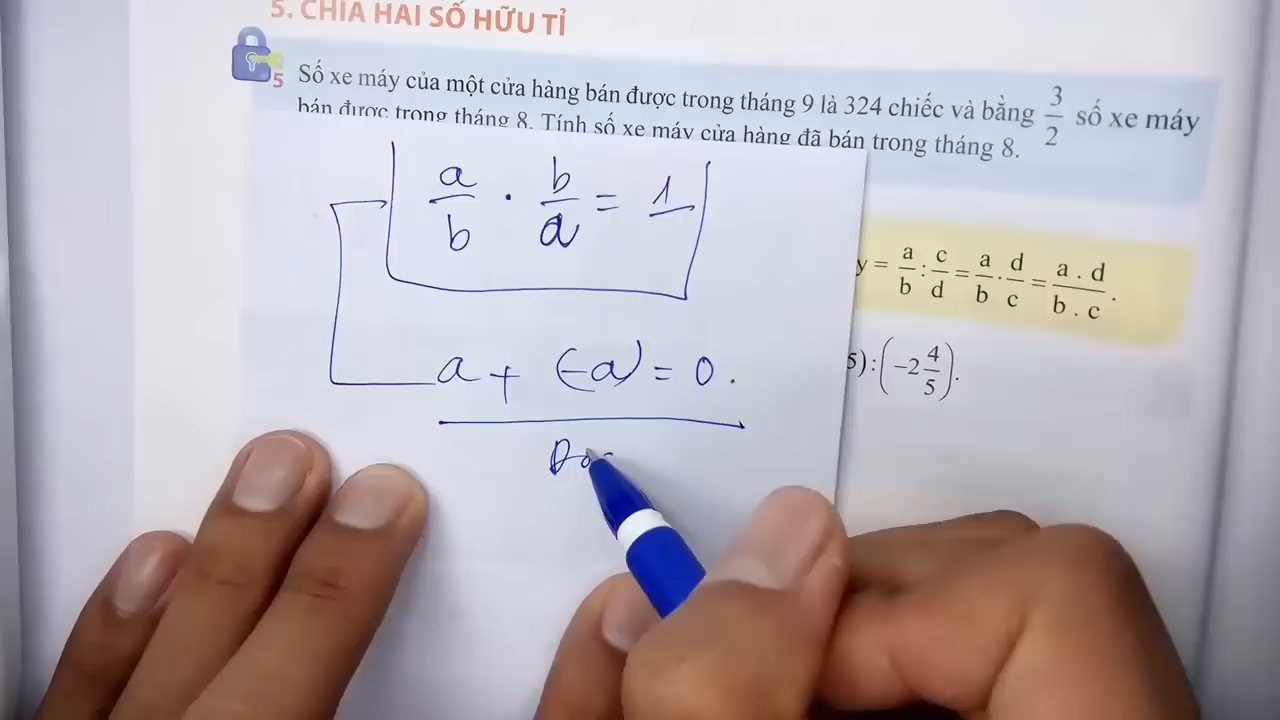 5. CHIA HAI SỐ HỮU TỈ
5 Số xe máy của một cửa hàng bán được trong tháng 9 là 324 chiếc và bằng 3/2 số xe máy
bán được trong tháng 8. Tính số xe máy cửa hàng đã bán trong tháng 8.
a/b . b/a = 1
y = a/b : c/d = a/b . d/c = a . d / b . c .
5) : (−2 4/5).
a + (−a) = 0 .